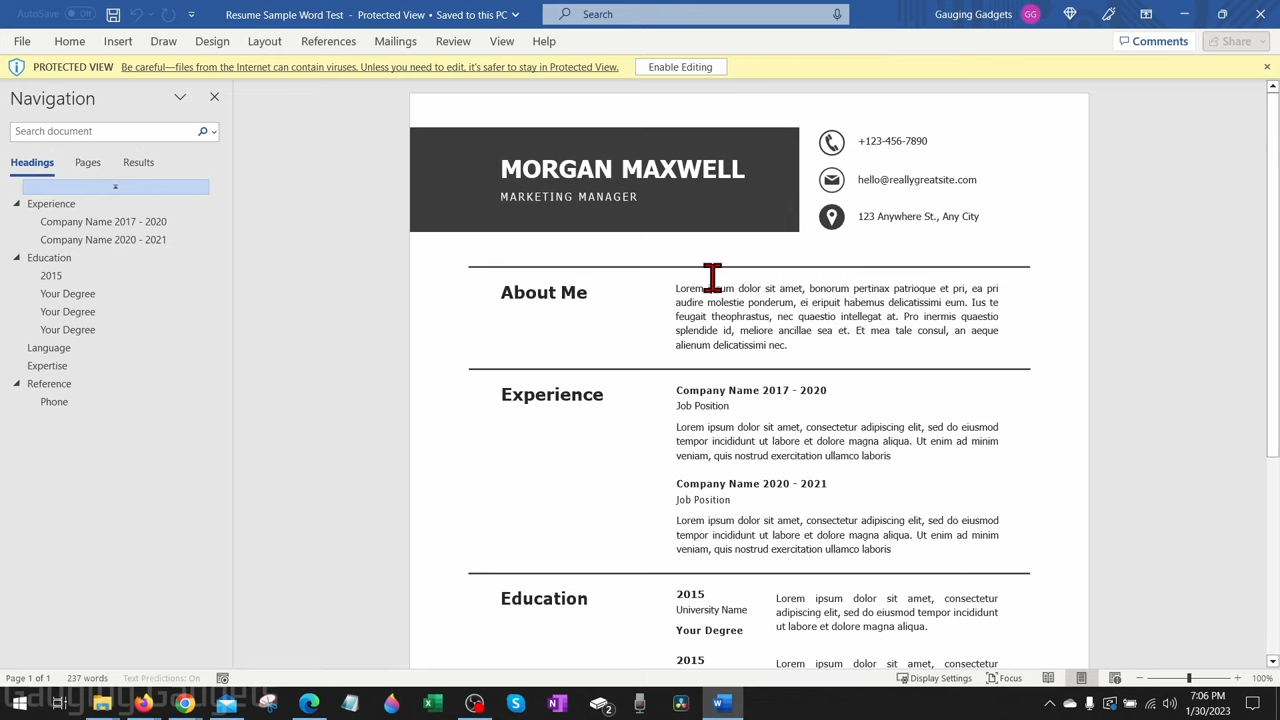 AutoSave Off
Resume Sample Word Test - Protected View • Saved to this PC
Search
Gauging Gadgets
File Home Insert Draw Design Layout References Mailings Review View Help
Comments
Share
PROTECTED VIEW Be careful—files from the Internet can contain viruses. Unless you need to edit, it's safer to stay in Protected View. Enable Editing
Navigation
Search document
Headings Pages Results
Experience
Company Name 2017 - 2020
Company Name 2020 - 2021
Education
2015
Your Degree
Your Degree
Your Degree
Language
Expertise
Reference
Phone
MORGAN MAXWELL
MARKETING MANAGER
+123-456-7890
hello@reallygreatsite.com
123 Anywhere St., Any City
About Me
Lorem ipsum dolor sit amet, bonorum pertinax patrioque et pri, ea pri
audire molestie ponderum, ei eripuit habemus delicatissimi eum. Ius te
feugait theophrastus, nec quaestio intellegat at. Pro inermis quaestio
splendide id, meliore ancillae sea et. Et mea tale consul, an aeque
alienum delicatissimi nec.
Experience
Company Name 2017 - 2020
Job Position
Lorem ipsum dolor sit amet, consectetur adipiscing elit, sed do eiusmod
tempor incididunt ut labore et dolore magna aliqua. Ut enim ad minim
veniam, quis nostrud exercitation ullamco laboris
Company Name 2020 - 2021
Job Position
Lorem ipsum dolor sit amet, consectetur adipiscing elit, sed do eiusmod
tempor incididunt ut labore et dolore magna aliqua. Ut enim ad minim
veniam, quis nostrud exercitation ullamco laboris
Education
2015
University Name
Your Degree
Lorem ipsum dolor sit amet, consectetur
adipiscing elit, sed do eiusmod tempor incididunt
ut labore et dolore magna aliqua.
2015
Lorem ipsum dolor sit amet, consectetur
Page 1 of 1 237 words Text Predictions: On
Display Settings Focus 100%
Gauging Gadgets
7:06 PM
1/30/2023